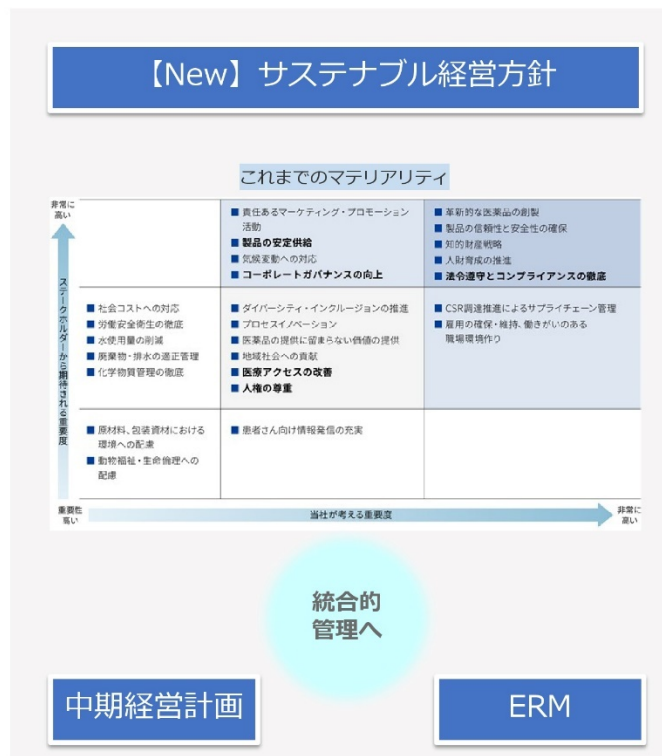 【New】サステナブル経営方針
これまでのマテリアリティ
非常に
高い
ステークホルダーから期待される重要度
■ 責任あるマーケティング・プロモーション
活動
■ 製品の安定供給
■ 気候変動への対応
■ コーポレートガバナンスの向上
■ 革新的な医薬品の創製
■ 製品の信頼性と安全性の確保
■ 知的財産戦略
■ 人財育成の推進
■ 法令遵守とコンプライアンスの徹底
■ 社会コストへの対応
■ 労働安全衛生の徹底
■ 水使用量の削減
■ 廃棄物・排水の適正管理
■ 化学物質管理の徹底
■ ダイバーシティ・インクルージョンの推進
■ プロセスイノベーション
■ 医薬品の提供に留まらない価値の提供
■ 地域社会への貢献
■ 医療アクセスの改善
■ 人権の尊重
■ CSR調達推進によるサプライチェーン管理
■ 雇用の確保・維持、働きがいのある
職場環境作り
■ 原材料、包装資材における
環境への配慮
■ 動物福祉・生命倫理への
配慮
■ 患者さん向け情報発信の充実
重要性
高い
当社が考える重要度
非常に
高い
統合的
管理へ
中期経営計画
ERM